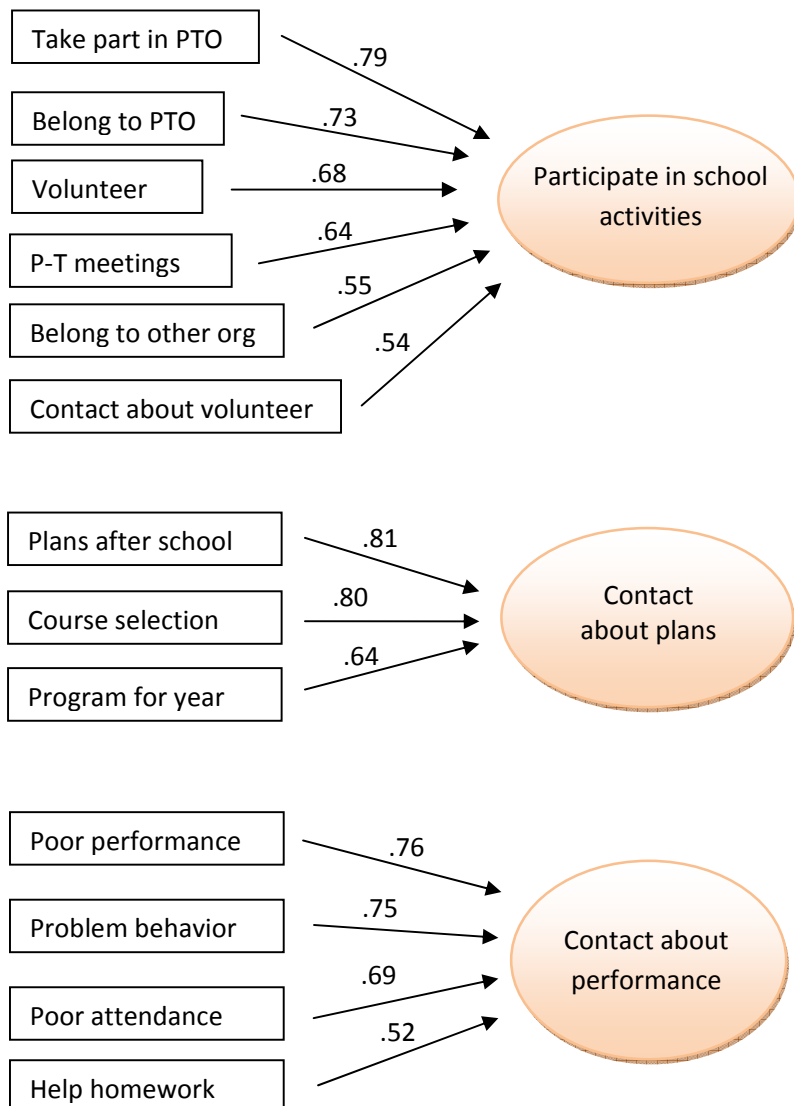 Take part in PTO
.79
Belong to PTO
.73
Volunteer
.68
P-T meetings
.64
Belong to other org
.55
Contact about volunteer
.54
Participate in school
activities
Plans after school
.81
Course selection
.80
Program for year
.64
Contact
about plans
Poor performance
.76
Problem behavior
.75
Poor attendance
.69
Help homework
.52
Contact about
performance